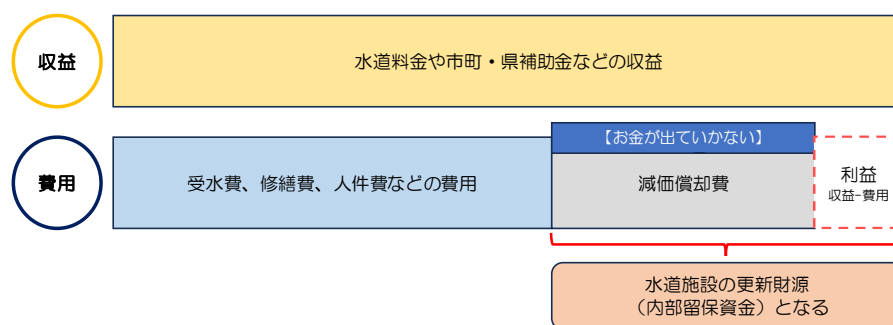 収益
水道料金や市町・県補助金などの収益
費用
受水費、修繕費、人件費などの費用
【お金が出ていかない】
減価償却費
利益
収益-費用
水道施設の更新財源
（内部留保資金）となる